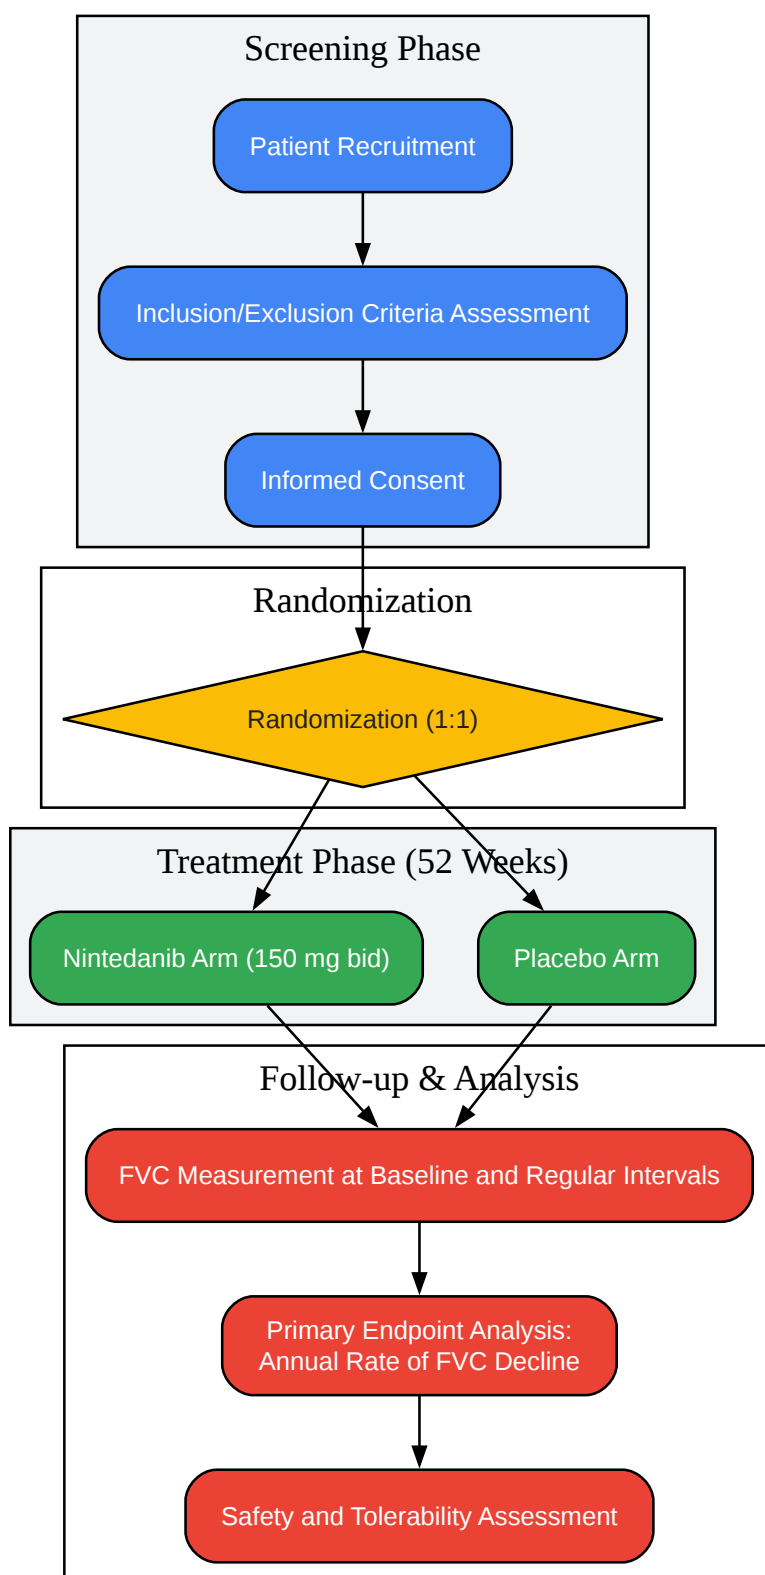 Screening Phase
Patient Recruitment
Inclusion/Exclusion Criteria Assessment
Informed Consent
Randomization
Randomization (1:1)
Treatment Phase (52 Weeks)
Nintedanib Arm (150 mg bid)
Placebo Arm
Follow-up & Analysis
FVC Measurement at Baseline and Regular Intervals
Primary Endpoint Analysis:
Annual Rate of FVC Decline
Safety and Tolerability Assessment